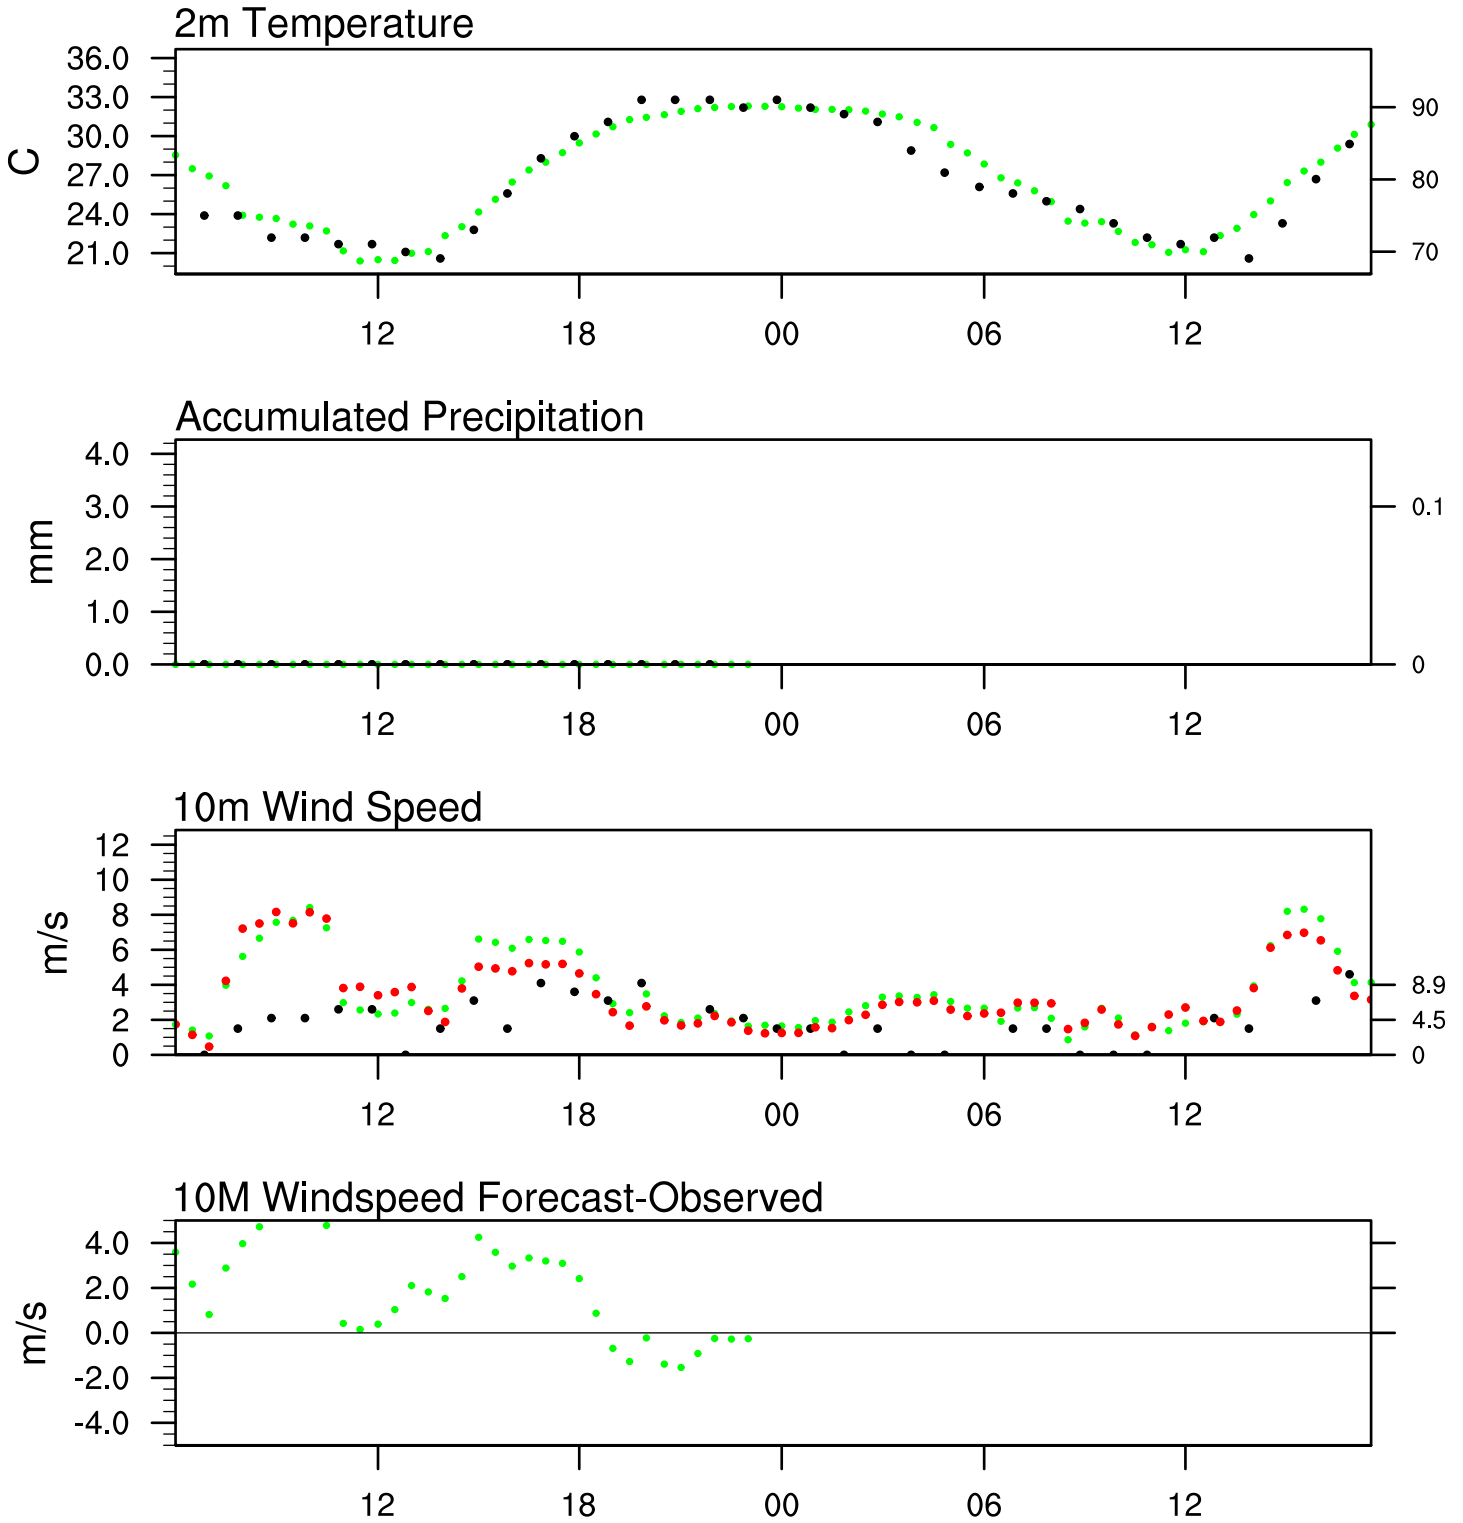 2m Temperature
36.0
33.0
30.0
27.0
24.0
21.0
C
90
80
70
12 18 00 06 12
Accumulated Precipitation
4.0
3.0
2.0
1.0
0.0
mm
0.1
0
12 18 00 06 12
10m Wind Speed
12
10
8
6
4
2
0
m/s
8.9
4.5
0
12 18 00 06 12
10M Windspeed Forecast-Observed
4.0
2.0
0.0
-2.0
-4.0
m/s
12 18 00 06 12